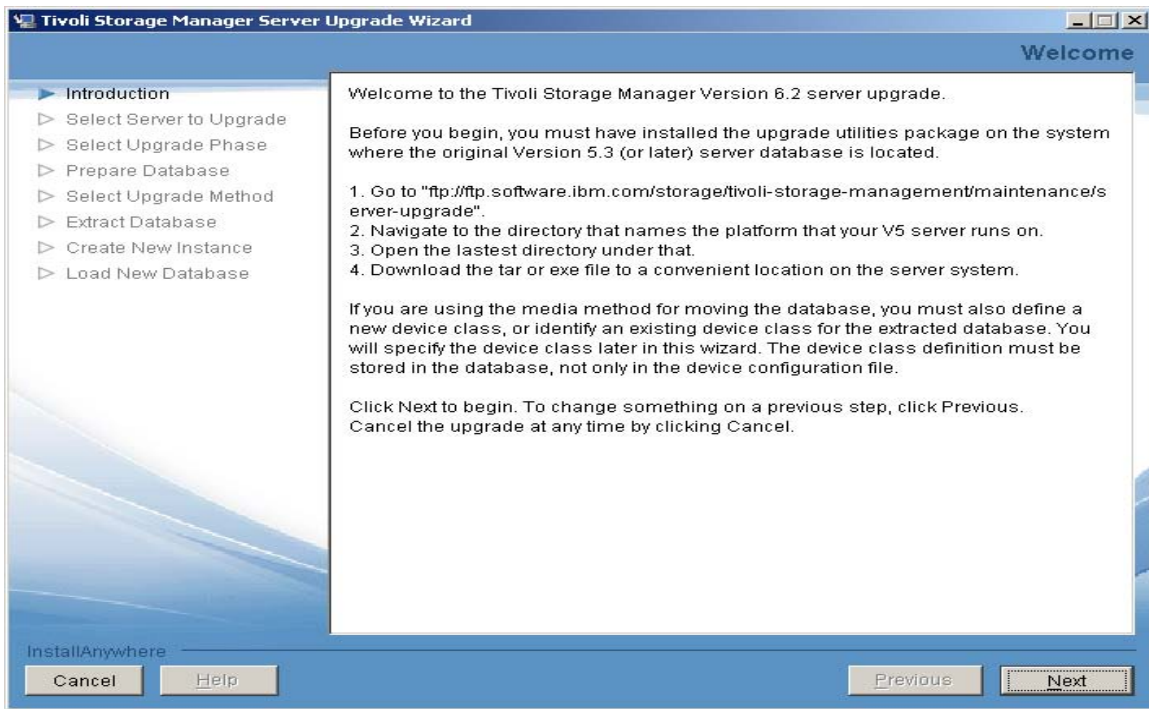 Tivoli Storage Manager Server Upgrade Wizard
Welcome
Introduction
Select Server to Upgrade
Select Upgrade Phase
Prepare Database
Select Upgrade Method
Extract Database
Create New Instance
Load New Database
Welcome to the Tivoli Storage Manager Version 6.2 server upgrade.
Before you begin, you must have installed the upgrade utilities package on the system
where the original Version 5.3 (or later) server database is located.
1. Go to "ftp://ftp.software.ibm.com/storage/tivoli-storage-management/maintenance/s
erver-upgrade".
2. Navigate to the directory that names the platform that your V5 server runs on.
3. Open the lastest directory under that.
4. Download the tar or exe file to a convenient location on the server system.
If you are using the media method for moving the database, you must also define a
new device class, or identify an existing device class for the extracted database. You
will specify the device class later in this wizard. The device class definition must be
stored in the database, not only in the device configuration file.
Click Next to begin. To change something on a previous step, click Previous.
Cancel the upgrade at any time by clicking Cancel.
InstallAnywhere
Cancel Help Previous Next